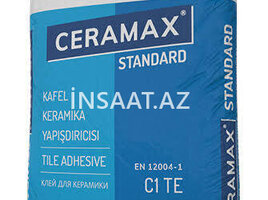 CERAMAX®
STANDARD
KAFEL
KERAMİKA
YAPIŞDIRICISI
TILE ADHESIVE
КЛЕЙ ДЛЯ КЕРАМИКИ
EN 12004-1
C1 TE
CERAMAX®
STANDARD
İNSAAT.AZ